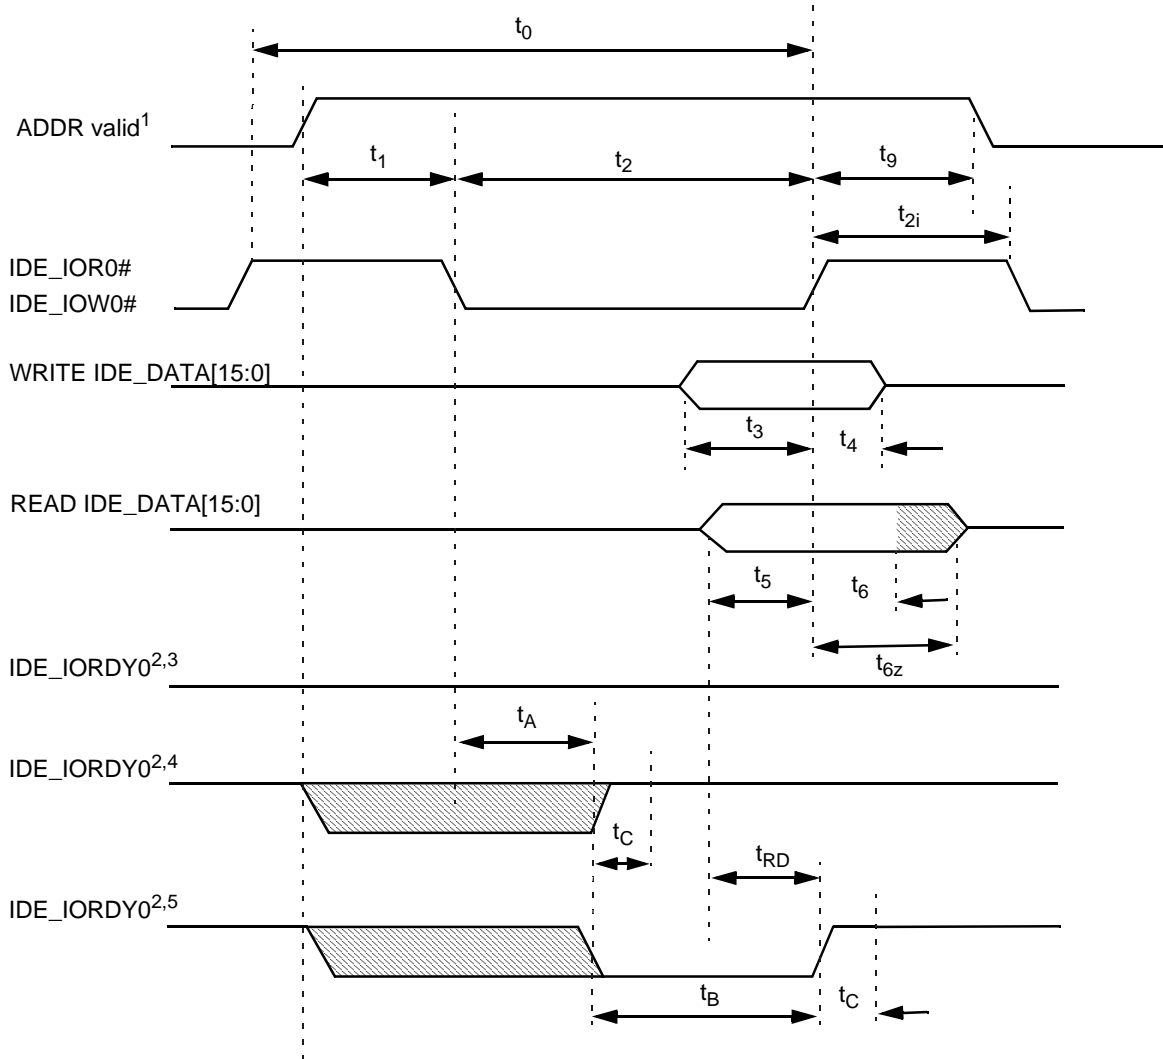 t0
ADDR valid1
t1
t2
t9
t2i
IDE_IOR0#
IDE_IOW0#
WRITE IDE_DATA[15:0]
t3
t4
READ IDE_DATA[15:0]
t5
t6
t6z
IDE_IORDY02,3
tA
IDE_IORDY02,4
tC
tRD
IDE_IORDY02,5
tB
tC